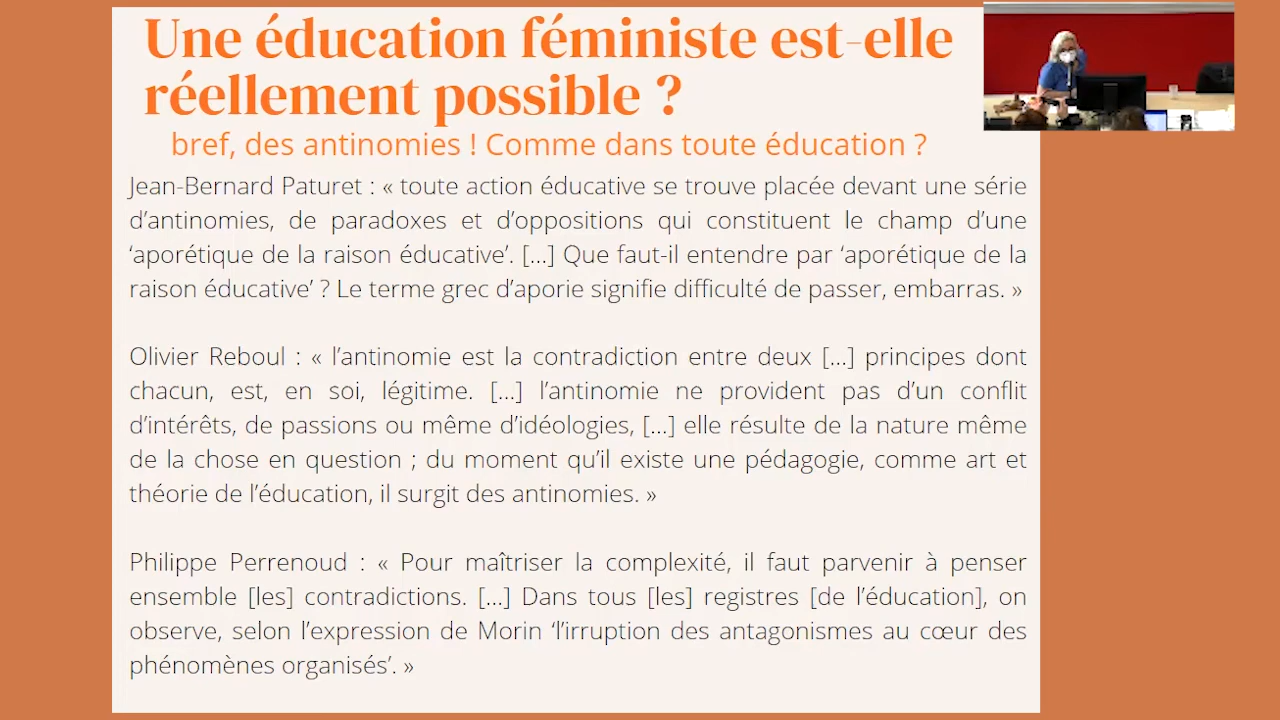 Une éducation féministe est-elle
réellement possible ?
bref, des antinomies ! Comme dans toute éducation ?
Jean-Bernard Paturet : « toute action éducative se trouve placée devant une série
d’antinomies, de paradoxes et d’oppositions qui constituent le champ d’une
‘aporétique de la raison éducative’. [...] Que faut-il entendre par ‘aporétique de la
raison éducative’ ? Le terme grec d’aporie signifie difficulté de passer, embarras. »
Olivier Reboul : « l’antinomie est la contradiction entre deux [...] principes dont
chacun, est, en soi, légitime. [...] l’antinomie ne provident pas d’un conflit
d’intérêts, de passions ou même d’idéologies, [...] elle résulte de la nature même
de la chose en question ; du moment qu’il existe une pédagogie, comme art et
théorie de l’éducation, il surgit des antinomies. »
Philippe Perrenoud : « Pour maîtriser la complexité, il faut parvenir à penser
ensemble [les] contradictions. [...] Dans tous [les] registres [de l’éducation], on
observe, selon l’expression de Morin ‘l’irruption des antagonismes au cœur des
phénomènes organisés’. »